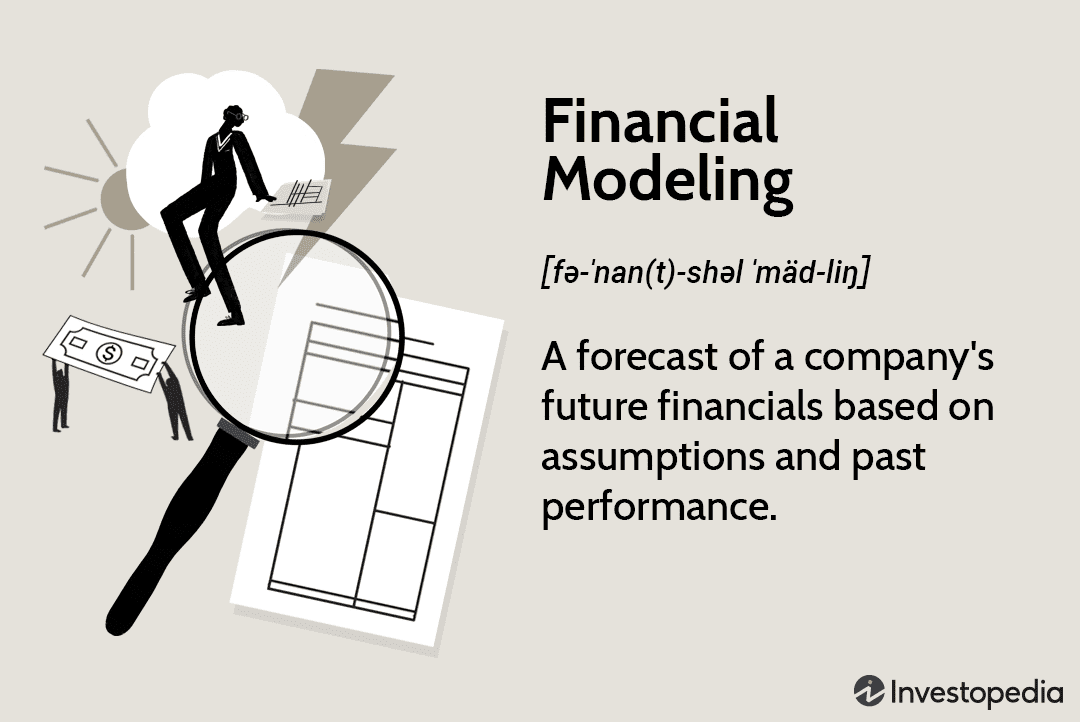 Financial
Modeling
[fə-ˈnan(t)-shəl ˈmäd-liŋ]
A forecast of a company's
future financials based on
assumptions and past
performance.
$
Investopedia